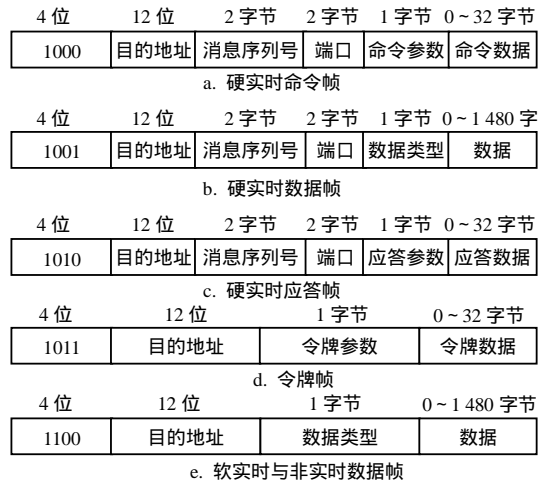 4 位 12 位 2 字节 2 字节 1 字节 0~32 字节
1000 目的地址 消息序列号 端口 命令参数 命令数据
a. 硬实时命令帧
4 位 12 位 2 字节 2 字节 1 字节 0~1 480 字
1001 目的地址 消息序列号 端口 数据类型 数据
b. 硬实时数据帧
4 位 12 位 2 字节 2 字节 1 字节 0~32 字节
1010 目的地址 消息序列号 端口 应答参数 应答数据
c. 硬实时应答帧
4 位 12 位 1 字节 0~32 字节
1011 目的地址 令牌参数 令牌数据
d. 令牌帧
4 位 12 位 1 字节 0~1 480 字节
1100 目的地址 数据类型 数据
e. 软实时与非实时数据帧